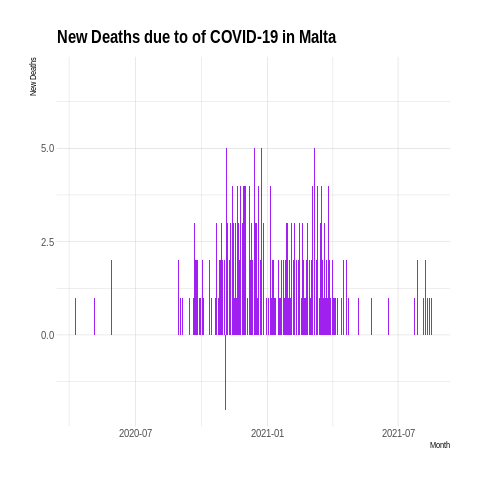 New Deaths due to of COVID-19 in Malta
New Deaths
5.0
2.5
0.0
2020-07
2021-01
2021-07
Month